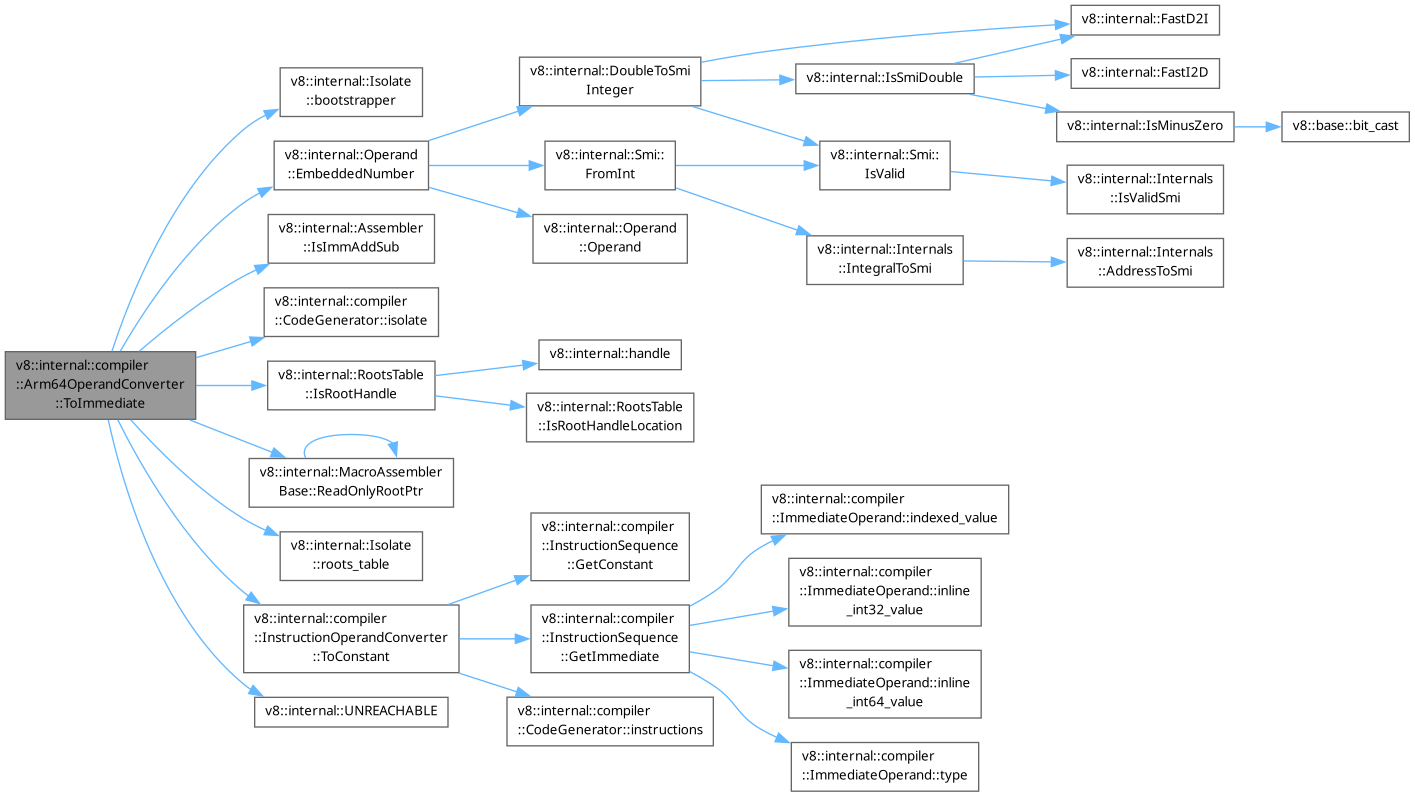 v8::internal::compiler
::Arm64OperandConverter
::ToImmediate
v8::internal::Isolate
::bootstrapper
v8::internal::Operand
::EmbeddedNumber
v8::internal::Assembler
::IsImmAddSub
v8::internal::compiler
::CodeGenerator::isolate
v8::internal::RootsTable
::IsRootHandle
v8::internal::MacroAssembler
Base::ReadOnlyRootPtr
v8::internal::Isolate
::roots_table
v8::internal::compiler
::InstructionOperandConverter
::ToConstant
v8::internal::UNREACHABLE
v8::internal::DoubleToSmi
Integer
v8::internal::Smi::
FromInt
v8::internal::Operand
::Operand
v8::internal::handle
v8::internal::RootsTable
::IsRootHandleLocation
v8::internal::compiler
::InstructionSequence
::GetConstant
v8::internal::compiler
::InstructionSequence
::GetImmediate
v8::internal::compiler
::CodeGenerator::instructions
v8::internal::IsSmiDouble
v8::internal::Smi::
IsValid
v8::internal::Internals
::IntegralToSmi
v8::internal::compiler
::ImmediateOperand::indexed_value
v8::internal::compiler
::ImmediateOperand::inline
_int32_value
v8::internal::compiler
::ImmediateOperand::inline
_int64_value
v8::internal::compiler
::ImmediateOperand::type
v8::internal::FastD2I
v8::internal::FastI2D
v8::internal::IsMinusZero
v8::internal::Internals
::IsValidSmi
v8::internal::Internals
::AddressToSmi
v8::base::bit_cast